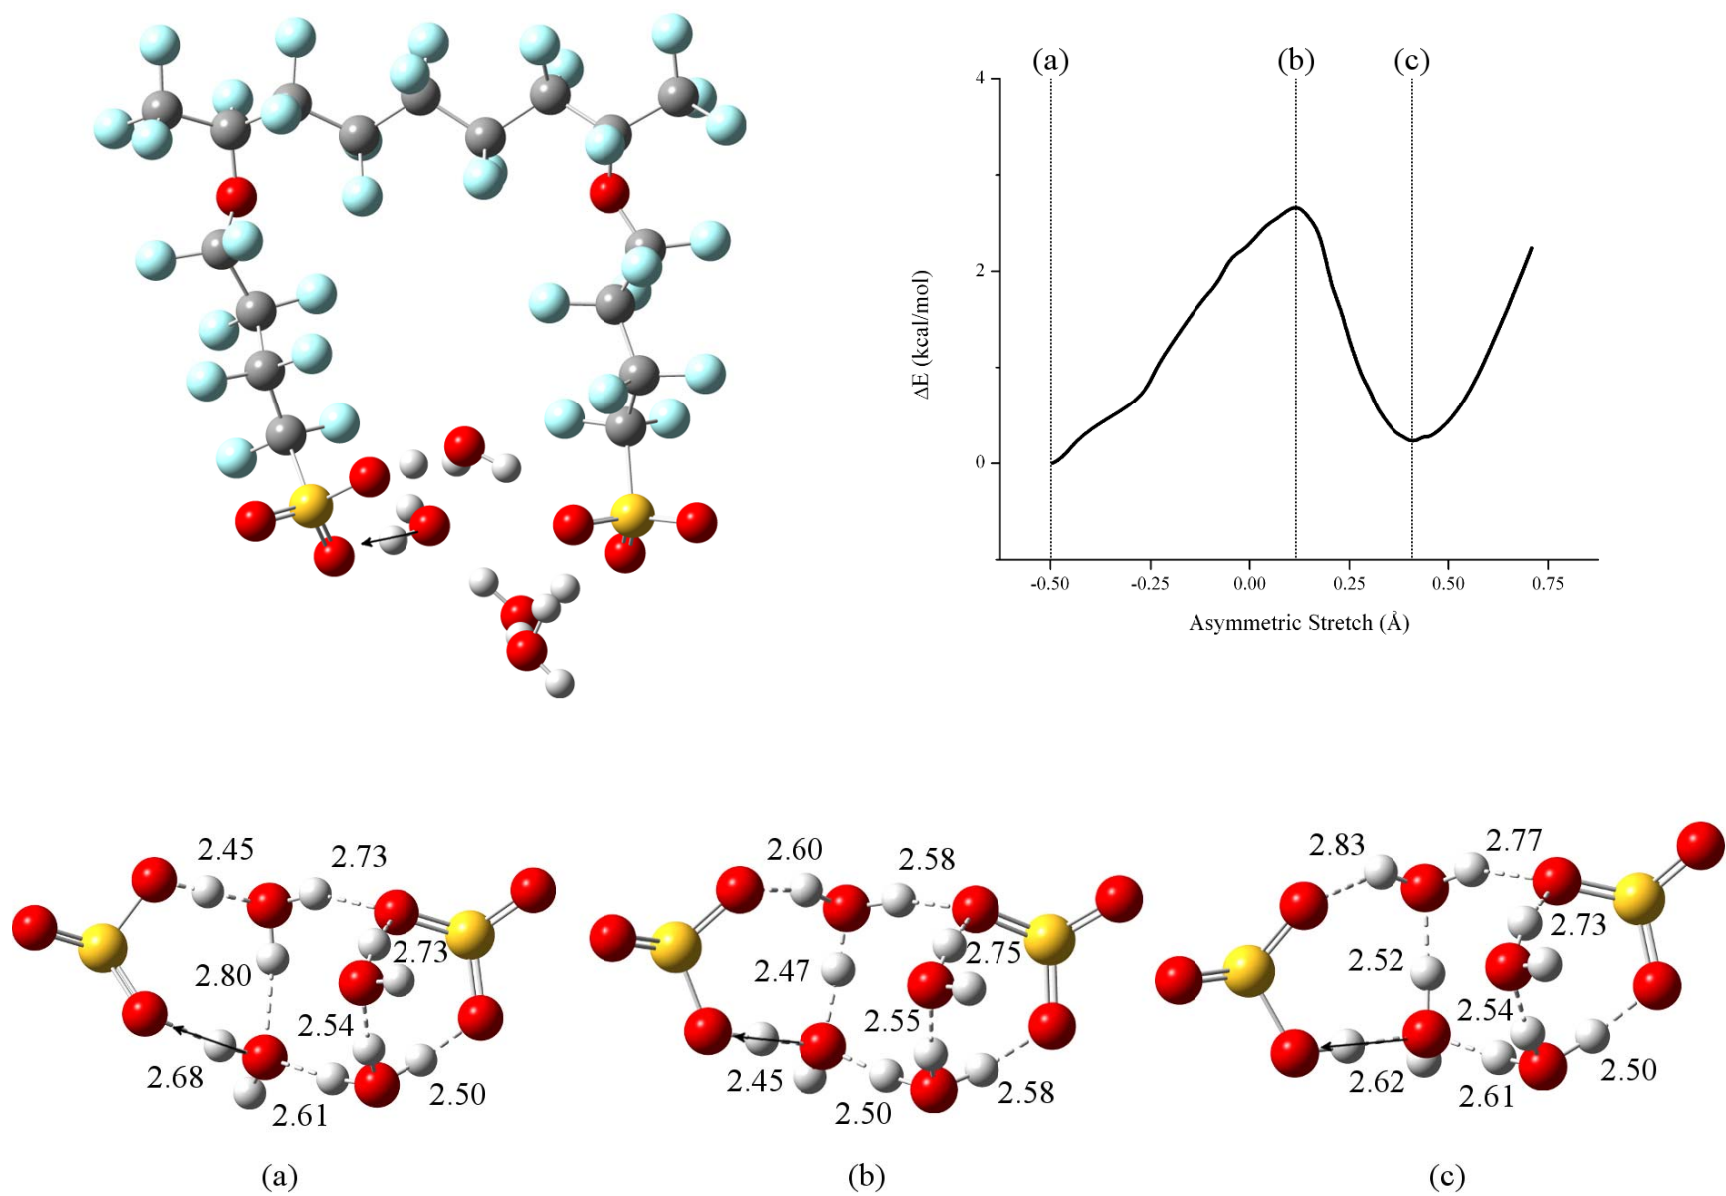 (a) (b) (c)
4
2
0
ΔE (kcal/mol)
-0.50 -0.25 0.00 0.25 0.50 0.75
Asymmetric Stretch (Å)
2.45 2.73
2.80 2.73
2.54
2.68 2.61 2.50
(a)
2.60 2.58
2.47 2.75
2.55
2.45 2.50 2.58
(b)
2.83 2.77
2.52 2.73
2.54
2.62 2.61 2.50
(c)